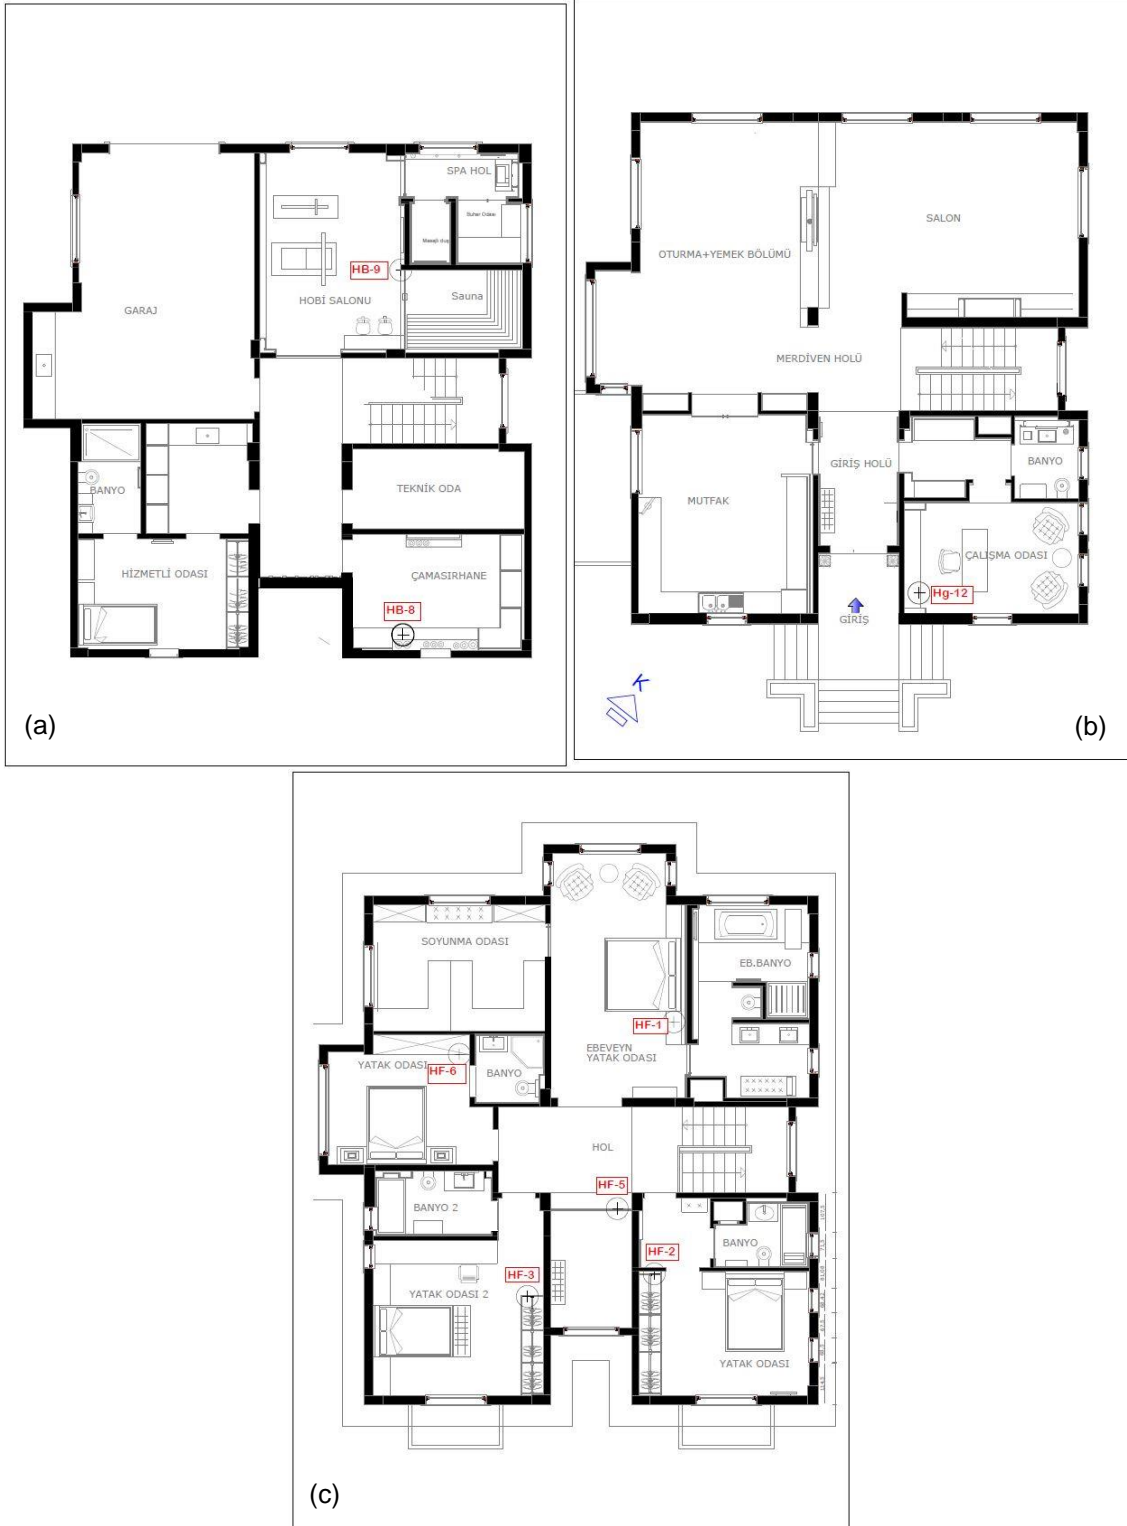 SPA HOL
Buhar Odası
Masajlı duş
HB-9
HOBİ SALONU
Sauna
GARAJ
BANYO
TEKNİK ODA
HİZMETLİ ODASI
ÇAMASIRHANE
HB-8
(a)
SALON
OTURMA+YEMEK BÖLÜMÜ
MERDİVEN HOLÜ
GİRİŞ HOLÜ
BANYO
MUTFAK
ÇALIŞMA ODASI
Hg-12
GİRİŞ
K
(b)
SOYUNMA ODASI
EB.BANYO
HF-1
EBEVEYN
YATAK ODASI
YATAK ODASI
HF-6
BANYO
HOL
HF-5
BANYO 2
BANYO
HF-2
HF-3
YATAK ODASI 2
YATAK ODASI
(c)